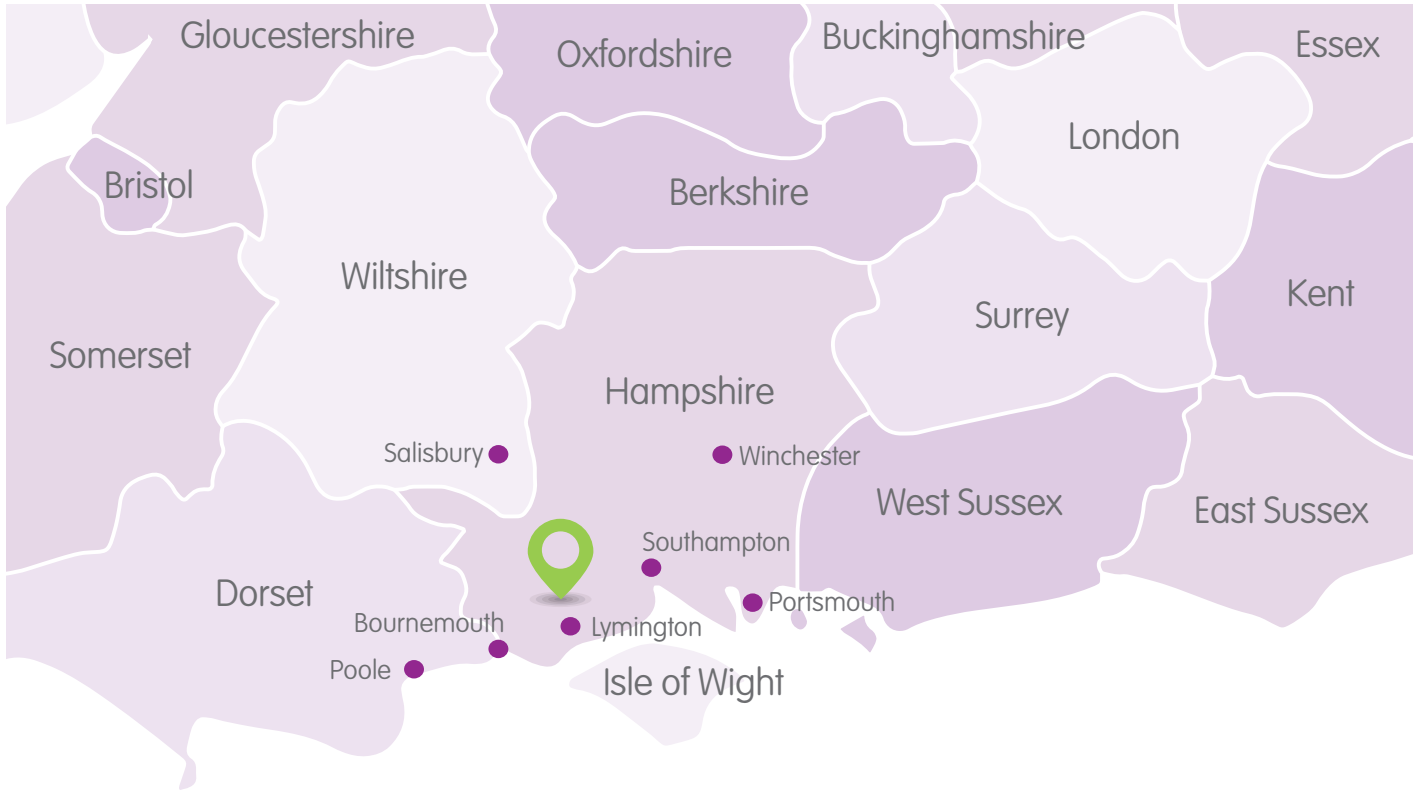 Gloucestershire
Oxfordshire
Buckinghamshire
Essex
London
Bristol
Berkshire
Wiltshire
Kent
Surrey
Somerset
Hampshire
Salisbury
Winchester
West Sussex
East Sussex
Southampton
Dorset
Portsmouth
Bournemouth
Lymington
Poole
Isle of Wight